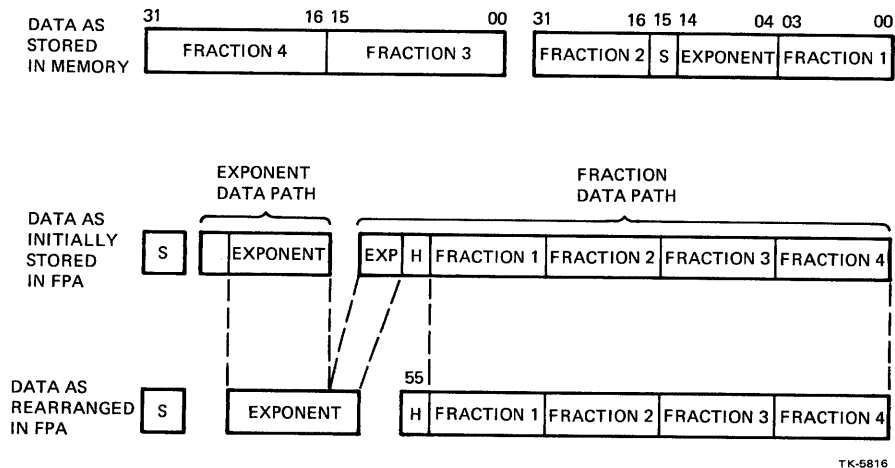 DATA AS
STORED
IN MEMORY
31 16 15 00 31 16 15 14 04 03 00
FRACTION 4 FRACTION 3 FRACTION 2 S EXPONENT FRACTION 1
EXPONENT
DATA PATH
FRACTION
DATA PATH
DATA AS
INITIALLY
STORED
IN FPA
S EXPONENT EXP H FRACTION 1 FRACTION 2 FRACTION 3 FRACTION 4
55
DATA AS
REARRANGED
IN FPA
S EXPONENT H FRACTION 1 FRACTION 2 FRACTION 3 FRACTION 4
TK-5816